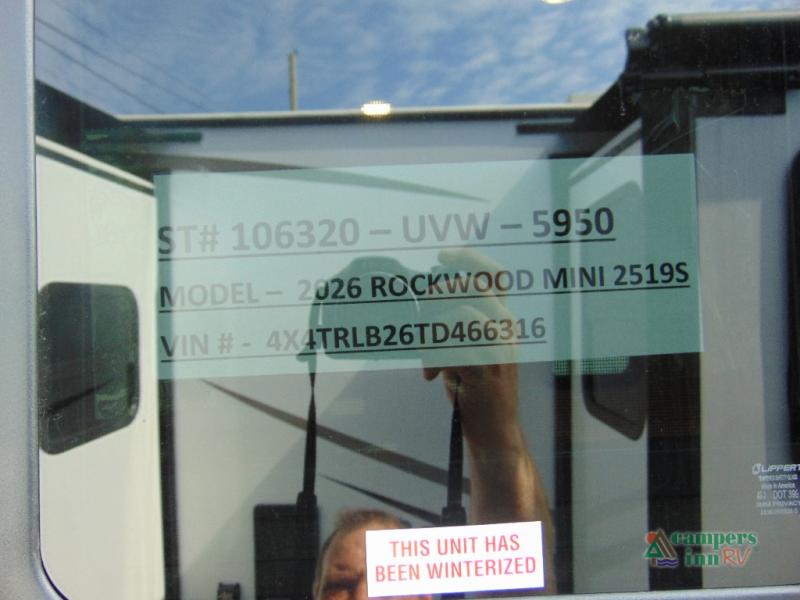 ST# 106320 – UVW – 5950
MODEL – 2026 ROCKWOOD MINI 2519S
VIN # - 4X4TRLB26TD466316
LIPPERT
THIS UNIT HAS
BEEN WINTERIZED
campers
inn RV